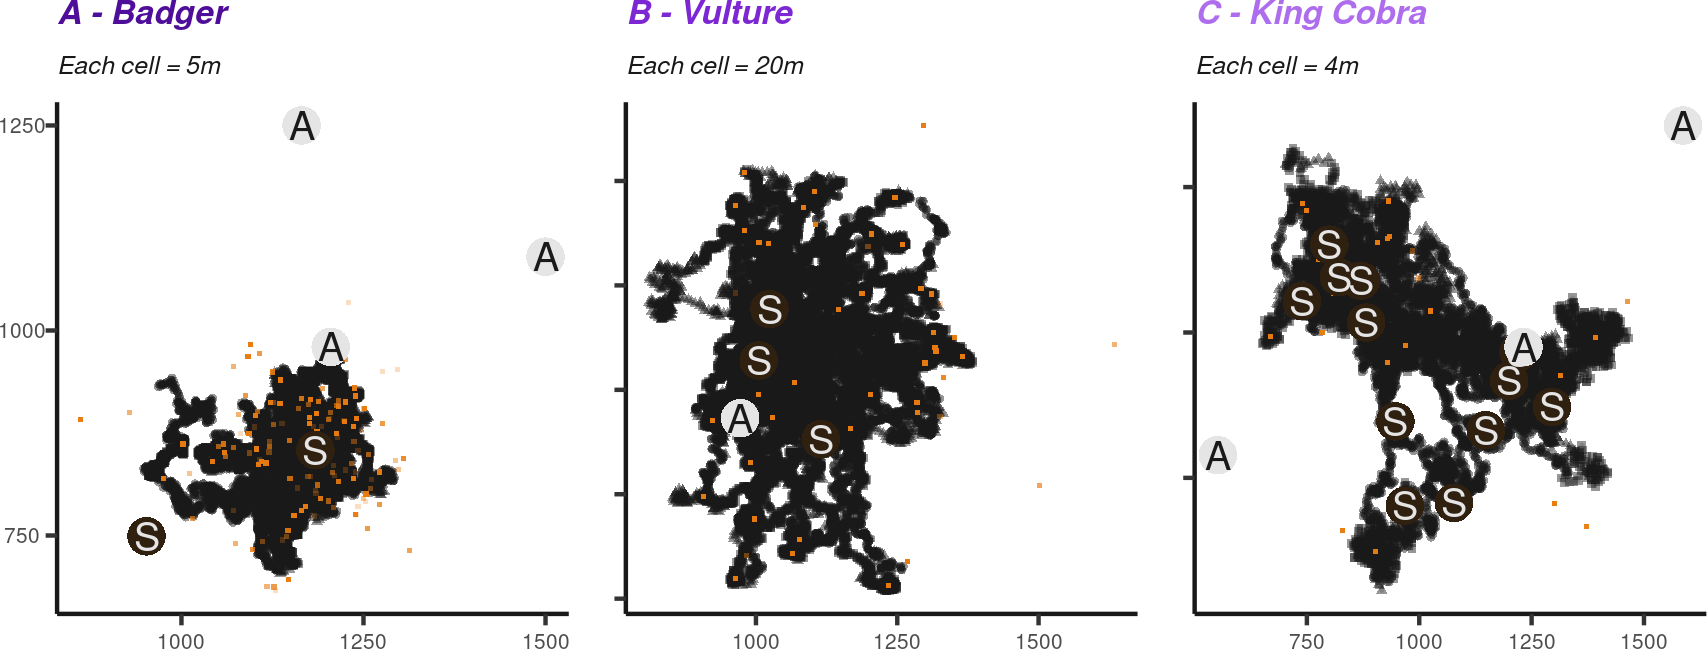 A - Badger
Each cell = 5m
1250
1000
750
A
A
A
S
S
1000
1250
1500
B - Vulture
Each cell = 20m
S
S
A
S
1000
1250
1500
C - King Cobra
Each cell = 4m
A
S
S
S
S
S
A
S
S
S
S
A
S
S
750
1000
1250
1500